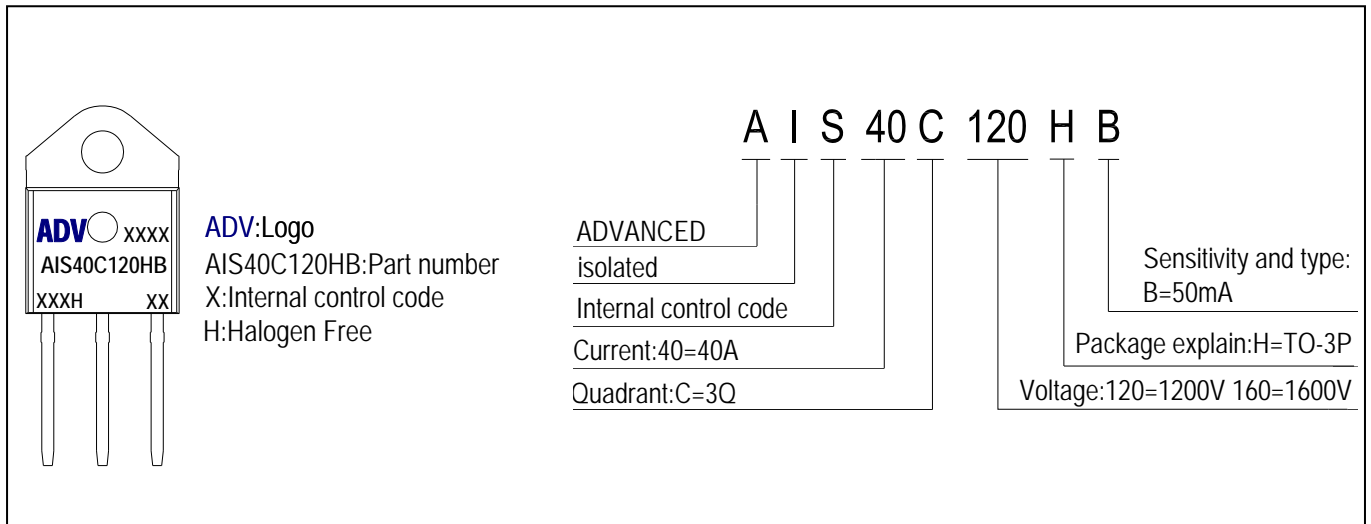 ADV XXXX
AIS40C120HB
XXXH XX
ADV:Logo
AIS40C120HB:Part number
X:Internal control code
H:Halogen Free
A I S 40 C 120 H B
ADVANCED
isolated
Internal control code
Current:40=40A
Quadrant:C=3Q
Sensitivity and type:
B=50mA
Package explain:H=TO-3P
Voltage:120=1200V 160=1600V